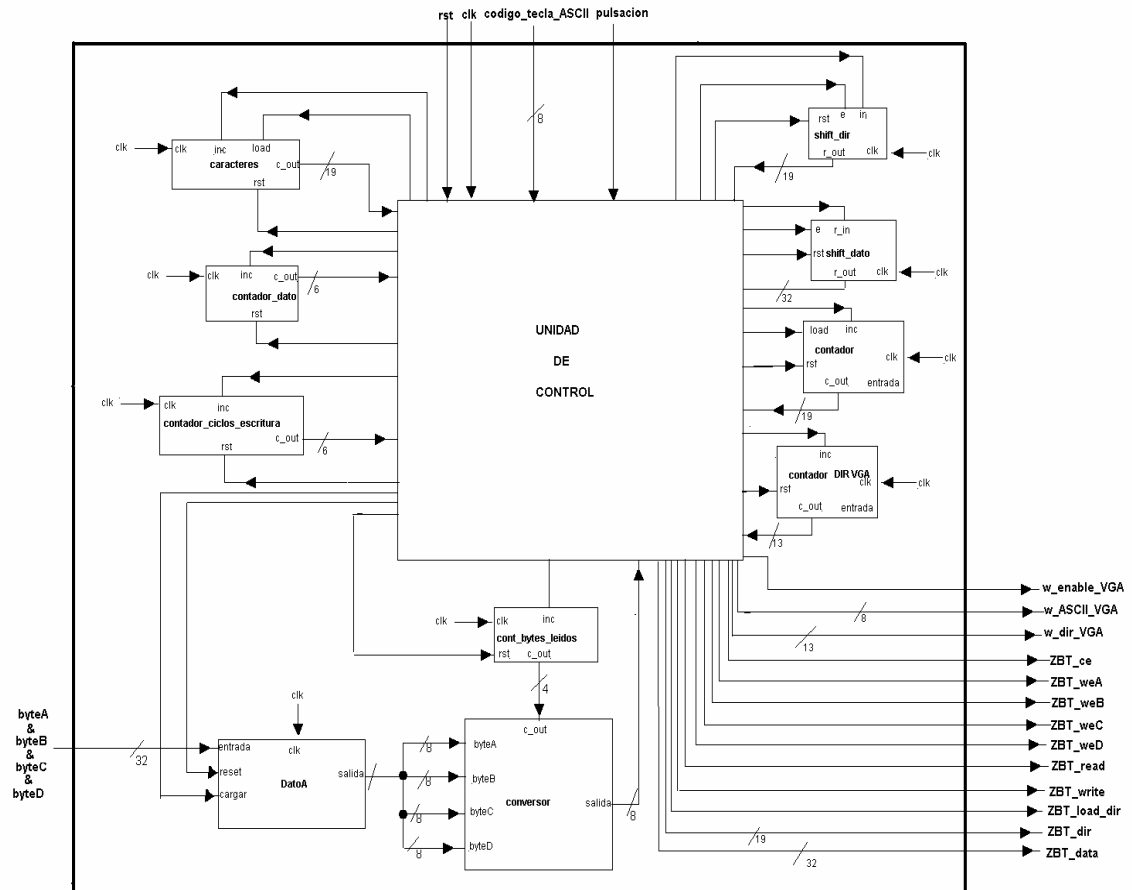 rst clk codigo_tecla_ASCII pulsacion
8
clk
clk inc load
caracteres
c_out
rst
19
clk
clk inc c_out
contador_dato
rst
6
clk
clk inc
contador_ciclos_escritura
c_out
rst
6
UNIDAD
DE
CONTROL
e in
rst
shift_dir
r_out clk
clk
19
e r_in
rst shift_dato
r_out clk
clk
32
load inc
contador
clk
rst
c_out entrada
clk
19
inc
contador DIR VGA
clk
rst
c_out entrada
clk
13
clk
clk inc
cont_bytes_leidos
rst c_out
4
clk
byteA
&
byteB
&
byteC
&
byteD
32
entrada clk
reset
DatoA
cargar
salida
8
8
8
8
c_out
byteA
byteB
conversor
byteC
byteD
salida
8
w_enable_VGA
w_ASCII_VGA
8
w_dir_VGA
13
ZBT_ce
ZBT_weA
ZBT_weB
ZBT_weC
ZBT_weD
ZBT_read
ZBT_write
ZBT_load_dir
ZBT_dir
19
ZBT_data
32